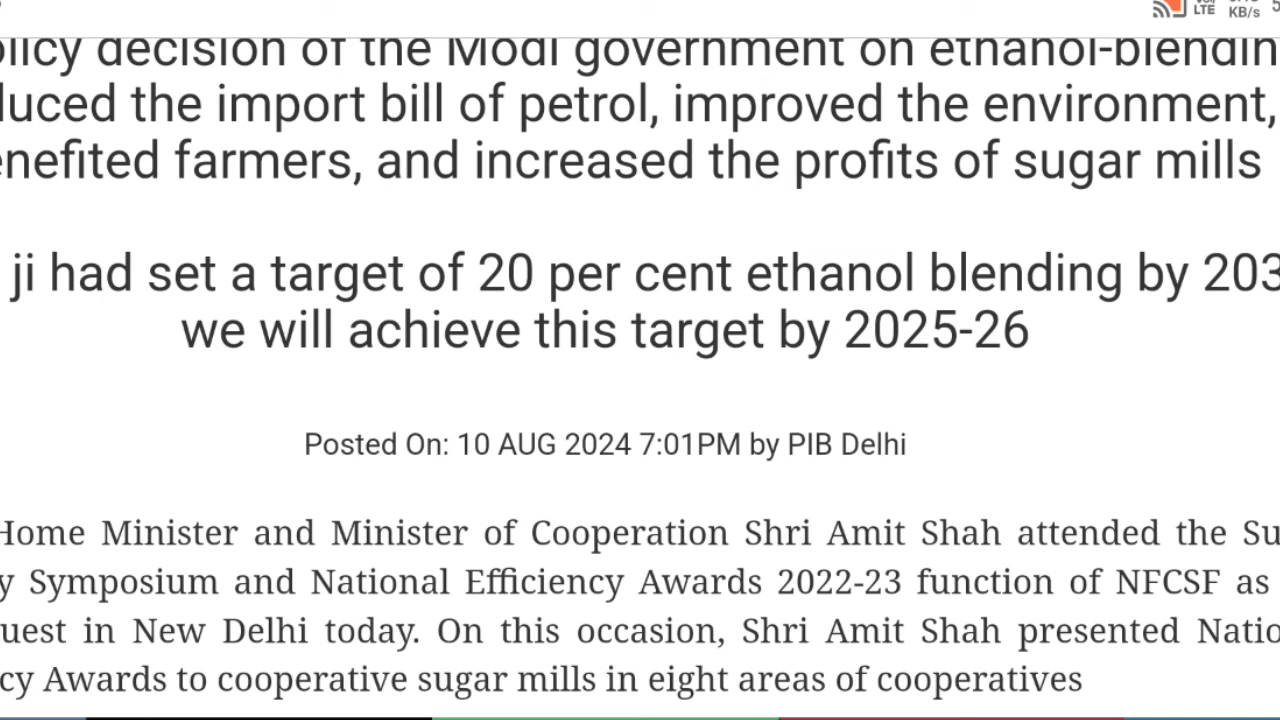 LTE
KB/s
olicy decision of the Modi government on ethanol-blendin
duced the import bill of petrol, improved the environment,
enefited farmers, and increased the profits of sugar mills
ji had set a target of 20 per cent ethanol blending by 203
we will achieve this target by 2025-26
Posted On: 10 AUG 2024 7:01PM by PIB Delhi
Home Minister and Minister of Cooperation Shri Amit Shah attended the Su
y Symposium and National Efficiency Awards 2022-23 function of NFCSF as
uest in New Delhi today. On this occasion, Shri Amit Shah presented Natio
cy Awards to cooperative sugar mills in eight areas of cooperatives